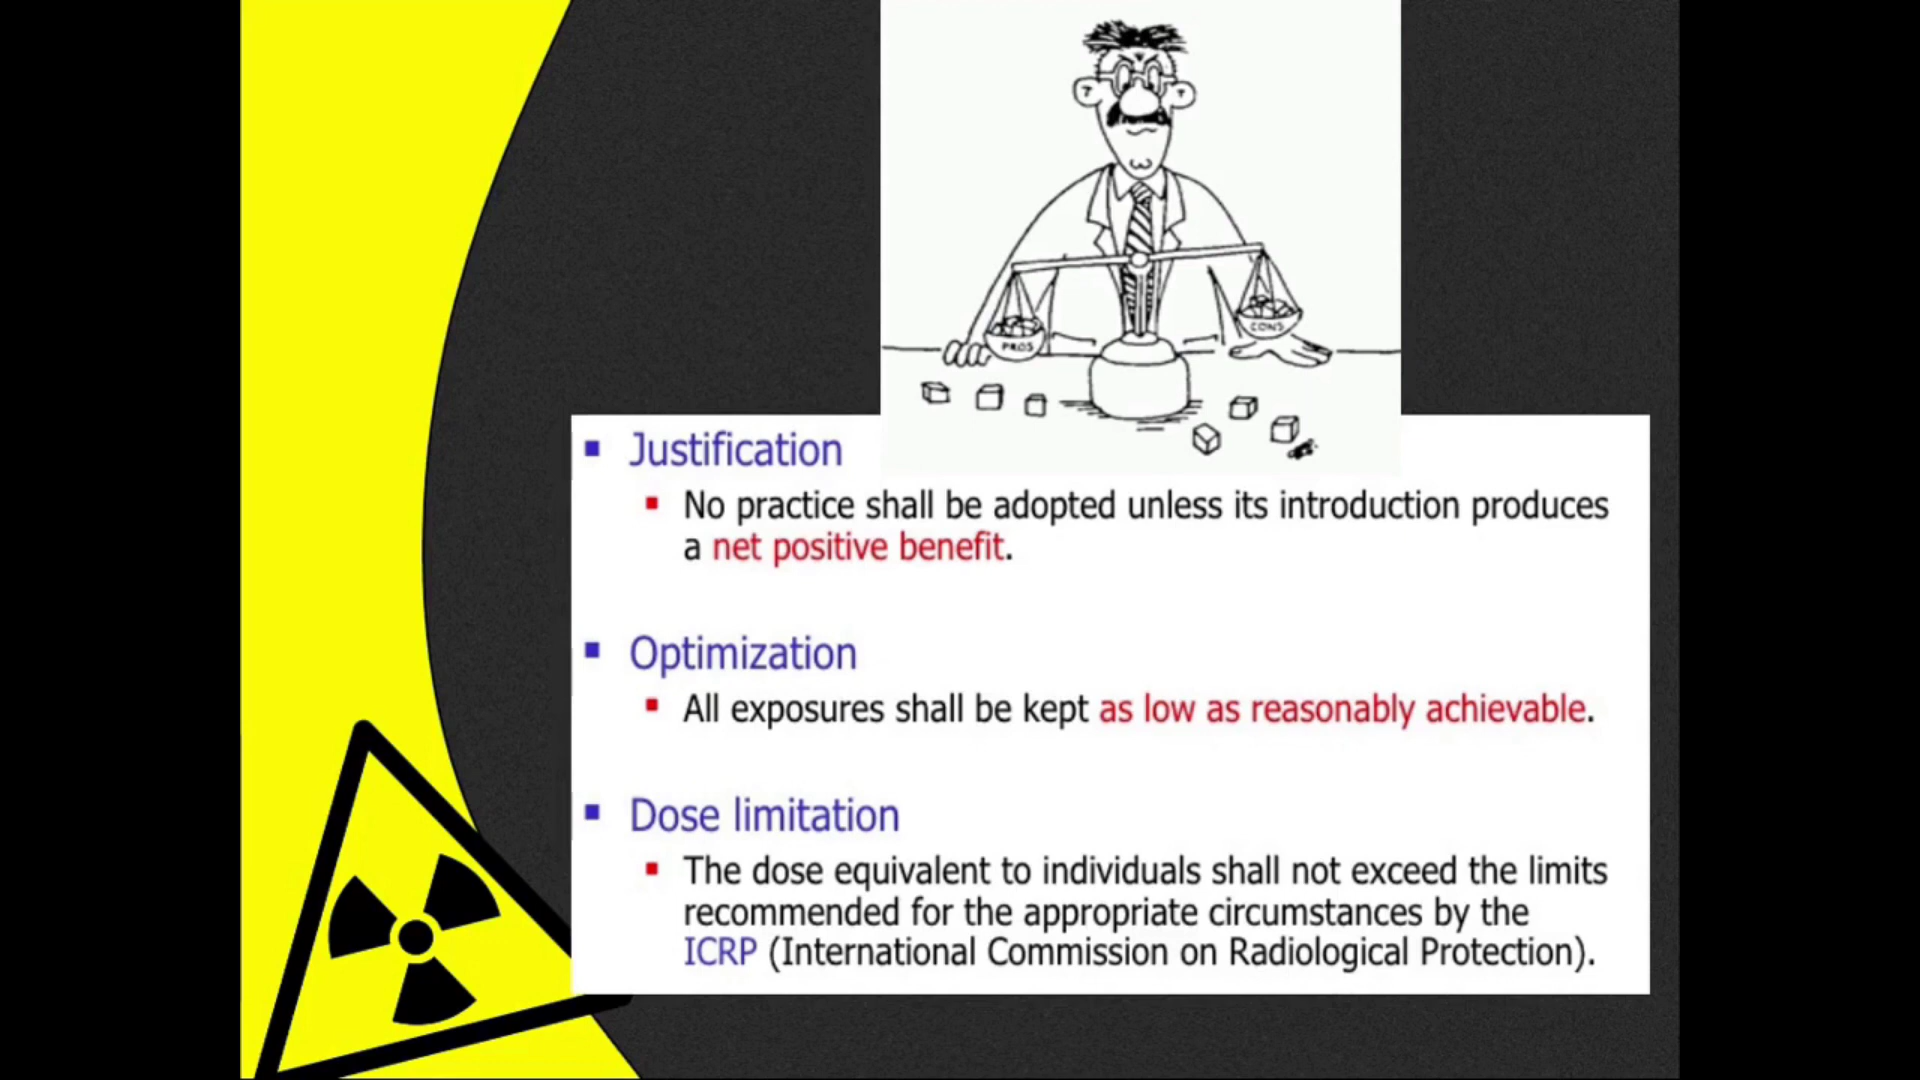 PROS
CONS
Justification
No practice shall be adopted unless its introduction produces
a net positive benefit.
Optimization
All exposures shall be kept as low as reasonably achievable.
Dose limitation
The dose equivalent to individuals shall not exceed the limits
recommended for the appropriate circumstances by the
ICRP (International Commission on Radiological Protection).